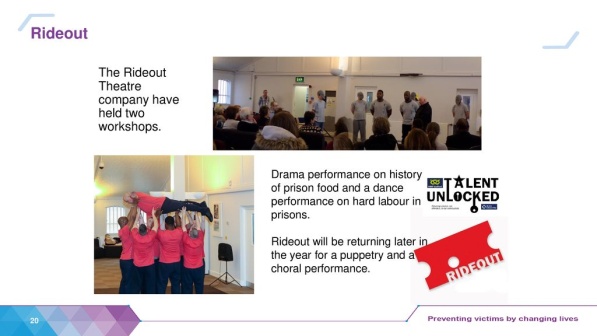 Rideout
The Rideout
Theatre
company have
held two
workshops.
Drama performance on history
of prison food and a dance
performance on hard labour in
prisons.
Rideout will be returning later in
the year for a puppetry and a
choral performance.
TALENT
UNLOCKED
RIDEOUT
20
Preventing victims by changing lives